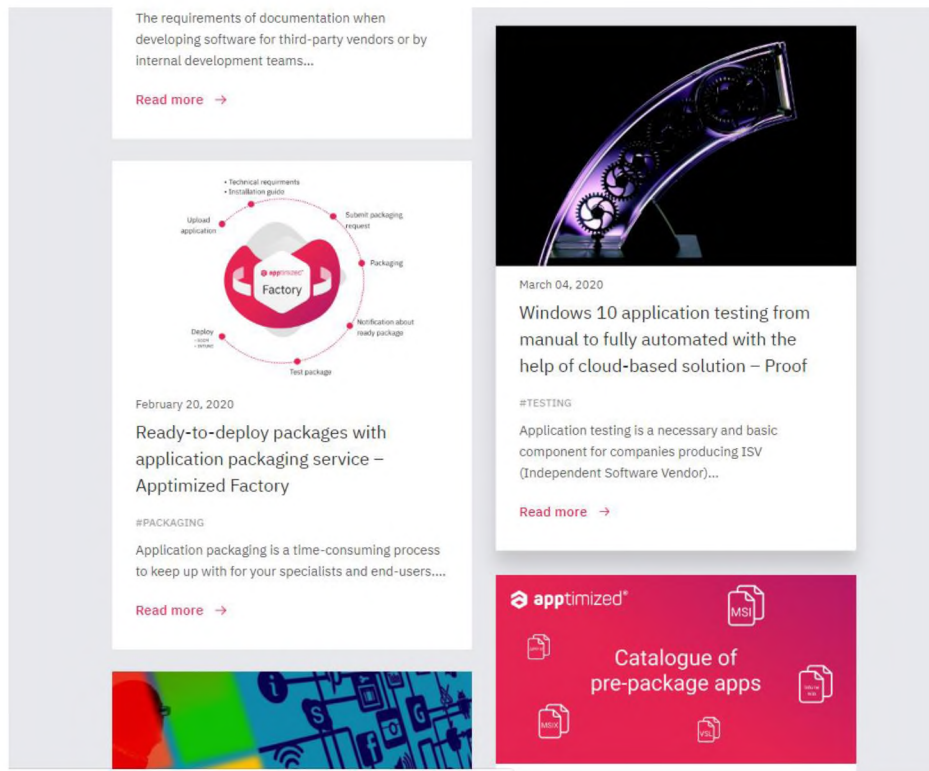 The requirements of documentation when
developing software for third-party vendors or by
internal development teams...
Read more →
• Technical requirments
• Installation guide
Upload
application
Submit packaging
request
Packaging
Notification about
ready package
Test package
Deploy
apptimized®
Factory
February 20, 2020
Ready-to-deploy packages with
application packaging service –
Apptimized Factory
#PACKAGING
Application packaging is a time-consuming process
to keep up with for your specialists and end-users....
Read more →
March 04, 2020
Windows 10 application testing from
manual to fully automated with the
help of cloud-based solution – Proof
#TESTING
Application testing is a necessary and basic
component for companies producing ISV
(Independent Software Vendor)...
Read more →
apptimized®
MSI
Catalogue of
pre-package apps
MSIX
VSL